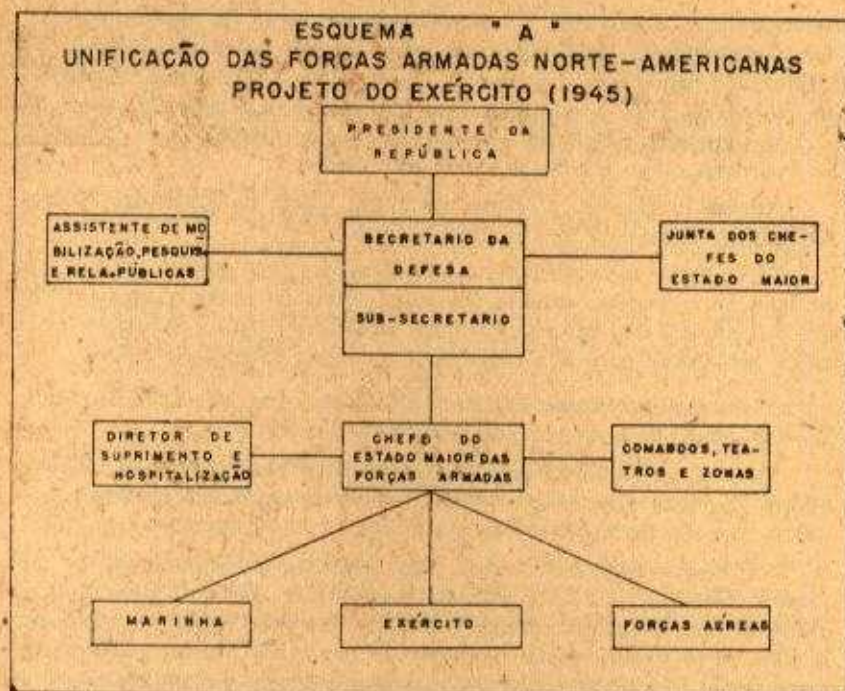 ESQUEMA "A"
UNIFICAÇÃO DAS FORÇAS ARMADAS NORTE-AMERICANAS
PROJETO DO EXÉRCITO (1945)
PRESIDENTE DA
REPÚBLICA
ASSISTENTE DE MO
BILIZAÇÃO, PESQUIS.
E RELA. PÚBLICAS
SECRETARIO DA
DEFESA
SUB-SECRETARIO
JUNTA DOS CHE-
FES DO
ESTADO MAIOR
DIRETOR DE
SUPRIMENTO E
HOSPITALIZAÇÃO
CHEFE DO
ESTADO MAIOR DAS
FORÇAS ARMADAS
COMANDOS, TEA-
TROS E ZONAS
MARINHA
EXÉRCITO
FORÇAS AÉREAS